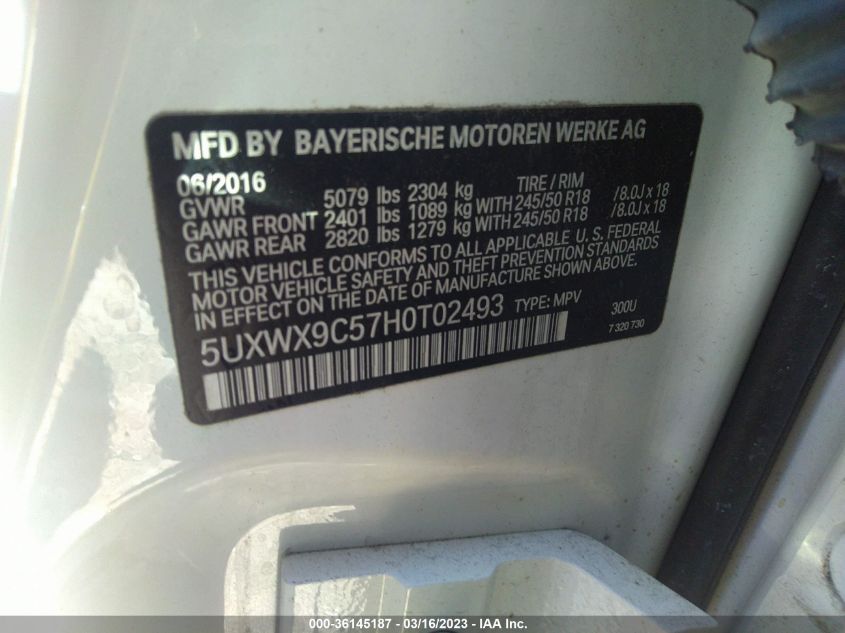 MFD BY BAYERISCHE MOTOREN WERKE AG
06/2016 TIRE / RIM
GVWR 5079 lbs 2304 kg
GAWR FRONT 2401 lbs 1089 kg WITH 245/50 R18 /8.0J x 18
GAWR REAR 2820 lbs 1279 kg WITH 245/50 R18 /8.0J x 18
THIS VEHICLE CONFORMS TO ALL APPLICABLE U. S. FEDERAL
MOTOR VEHICLE SAFETY AND THEFT PREVENTION STANDARDS
IN EFFECT ON THE DATE OF MANUFACTURE SHOWN ABOVE.
5UXWX9C57H0T02493 TYPE: MPV 300U
7 320 730
000-36145187 - 03/16/2023 - IAA Inc.